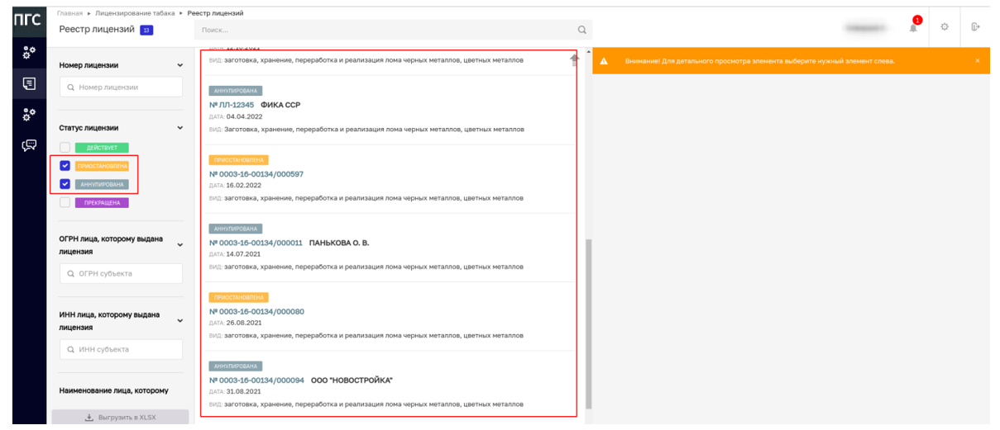 ПГС
Главная ▸ Лицензирование табака ▸ Реестр лицензий
Реестр лицензий 13
Поиск...
1
Номер лицензии
Номер лицензии
Статус лицензии
ДЕЙСТВУЕТ
ПРИОСТАНОВЛЕНА
АННУЛИРОВАНА
ПРЕКРАЩЕНА
ОГРН лица, которому выдана
лицензия
ОГРН субъекта
ИНН лица, которому выдана
лицензия
ИНН субъекта
Наименование лица, которому
Выгрузить в XLSX
ВИД: заготовка, хранение, переработка и реализация лома черных металлов, цветных металлов
АННУЛИРОВАНА
№ ЛЛ-12345 ФИКА ССР
ДАТА: 04.04.2022
ВИД: Заготовка, хранение, переработка и реализация лома черных металлов, цветных металлов
ПРИОСТАНОВЛЕНА
№ 0003-16-00134/000597
ДАТА: 16.02.2022
ВИД: заготовка, хранение, переработка и реализация лома черных металлов, цветных металлов
АННУЛИРОВАНА
№ 0003-16-00134/000011 ПАНЬКОВА О. В.
ДАТА: 14.07.2021
ВИД: заготовка, хранение, переработка и реализация лома черных металлов, цветных металлов
ПРИОСТАНОВЛЕНА
№ 0003-16-00134/000080
ДАТА: 26.08.2021
ВИД: заготовка, хранение, переработка и реализация лома черных металлов, цветных металлов
АННУЛИРОВАНА
№ 0003-16-00134/000094 ООО "НОВОСТРОЙКА"
ДАТА: 31.08.2021
ВИД: заготовка, хранение, переработка и реализация лома черных металлов, цветных металлов
Внимание! Для детального просмотра элемента выберите нужный элемент слева.